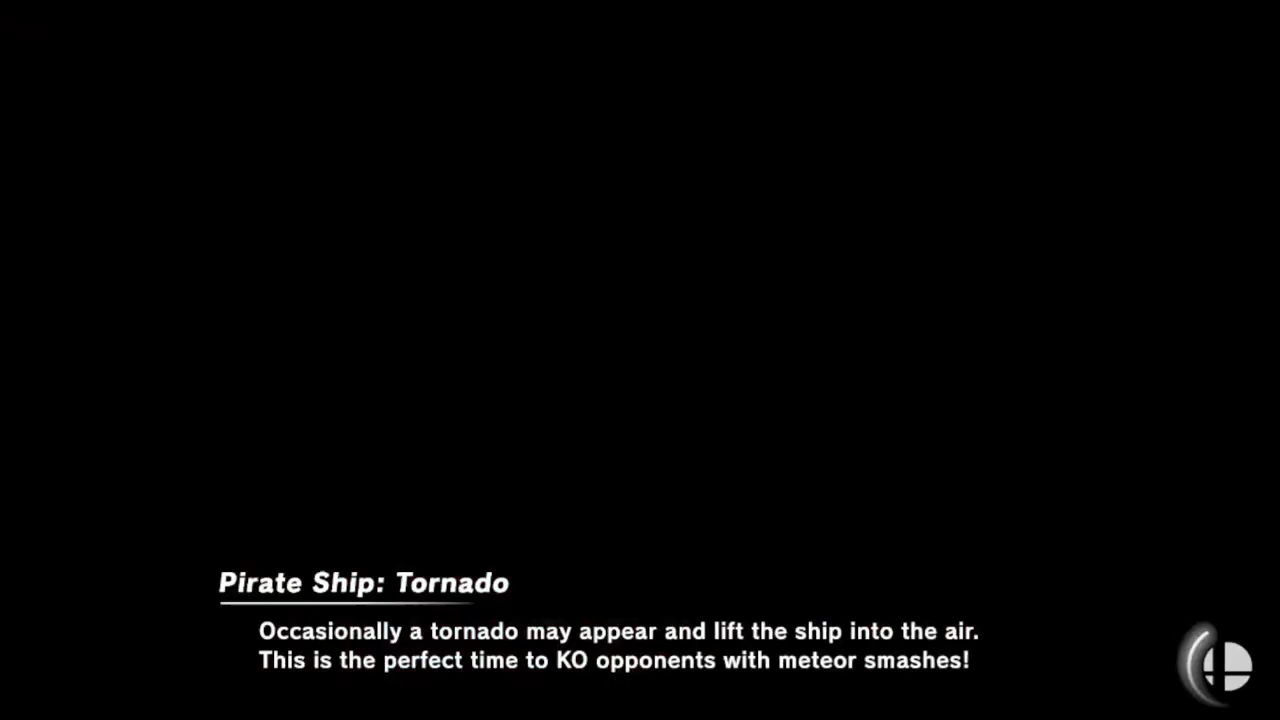 Pirate Ship: Tornado
Occasionally a tornado may appear and lift the ship into the air.
This is the perfect time to KO opponents with meteor smashes!